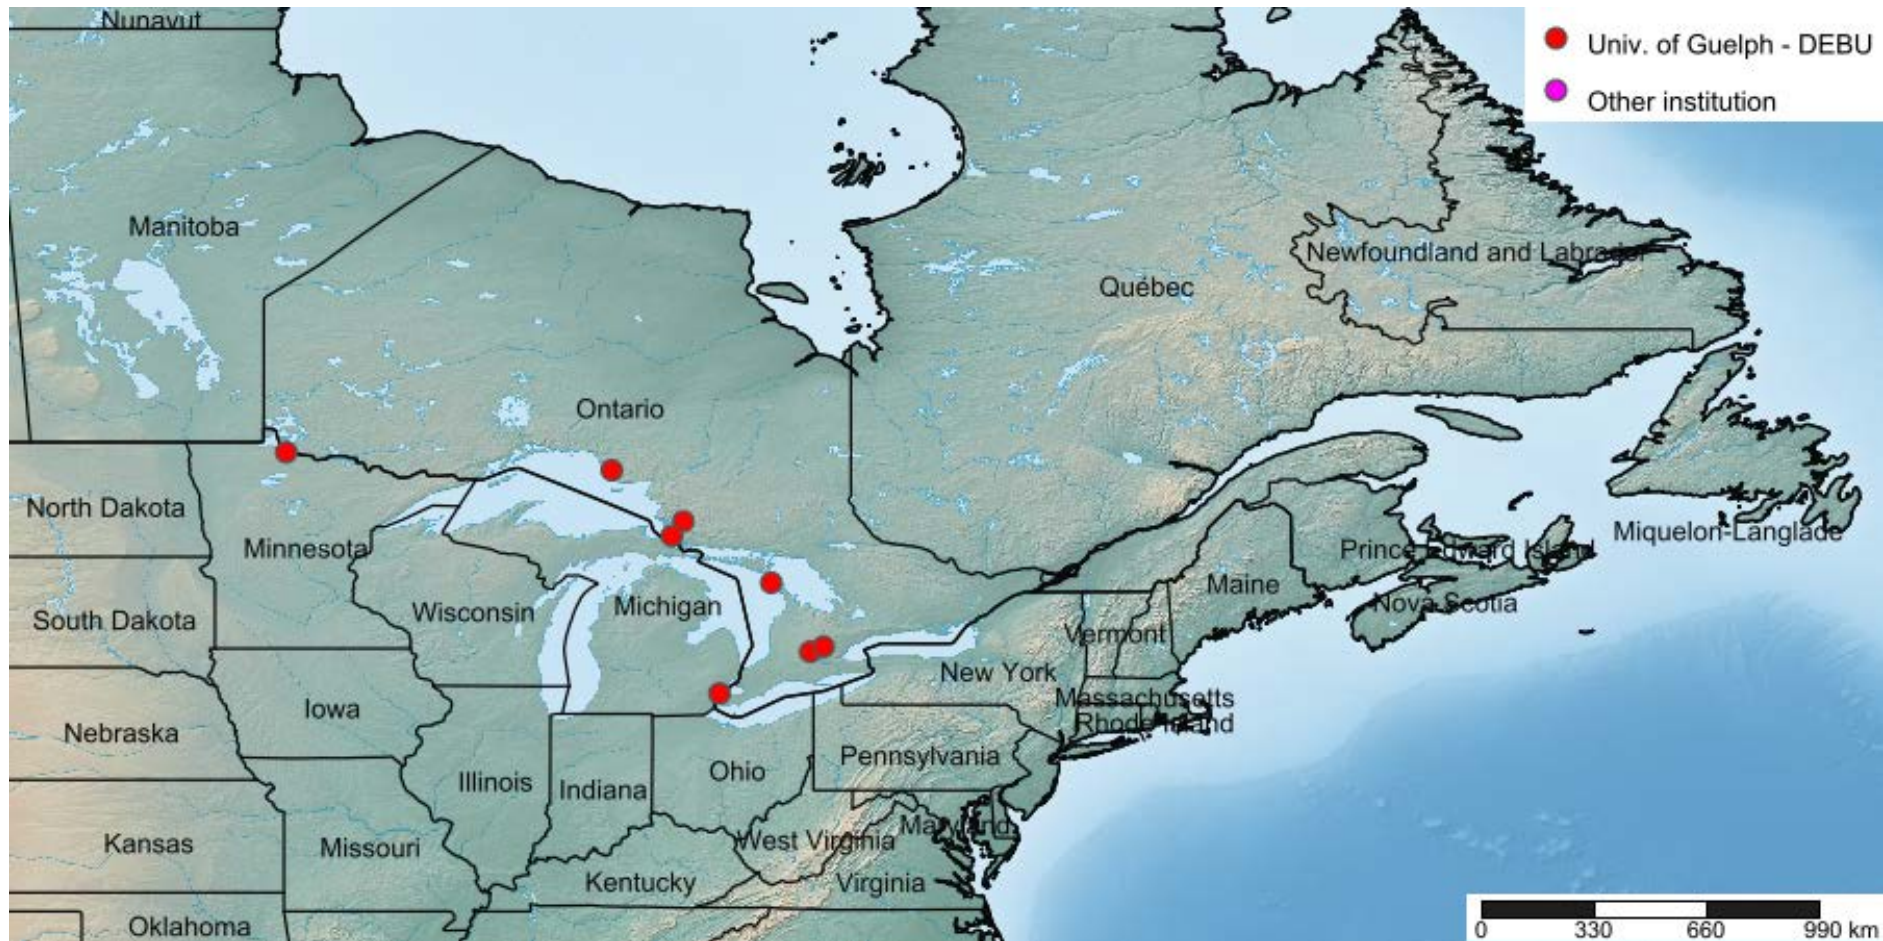 Nunavut
Univ. of Guelph - DEBU
Other institution
Manitoba
Newfoundland and Labrador
Québec
Ontario
North Dakota
Minnesota
Miquelon-Langlade
Prince Edward Island
Maine
Nova Scotia
Wisconsin
Michigan
South Dakota
Vermont
New York
Massachusetts
Iowa
Rhode Island
Nebraska
Pennsylvania
Ohio
Illinois
Indiana
Maryland
West Virginia
Kansas
Missouri
Kentucky
Virginia
Oklahoma
0 330 660 990 km